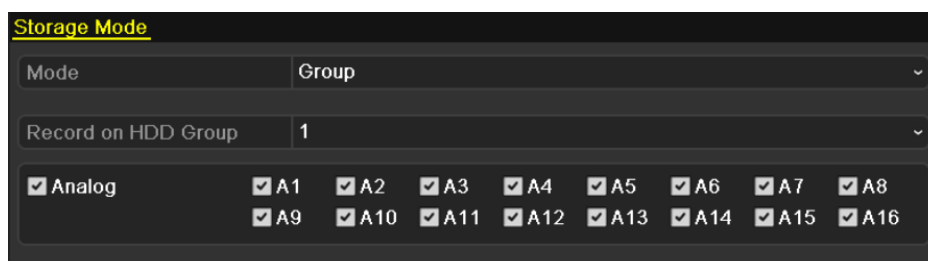 Storage Mode
Mode Group
Record on HDD Group 1
Analog A1 A2 A3 A4 A5 A6 A7 A8
A9 A10 A11 A12 A13 A14 A15 A16